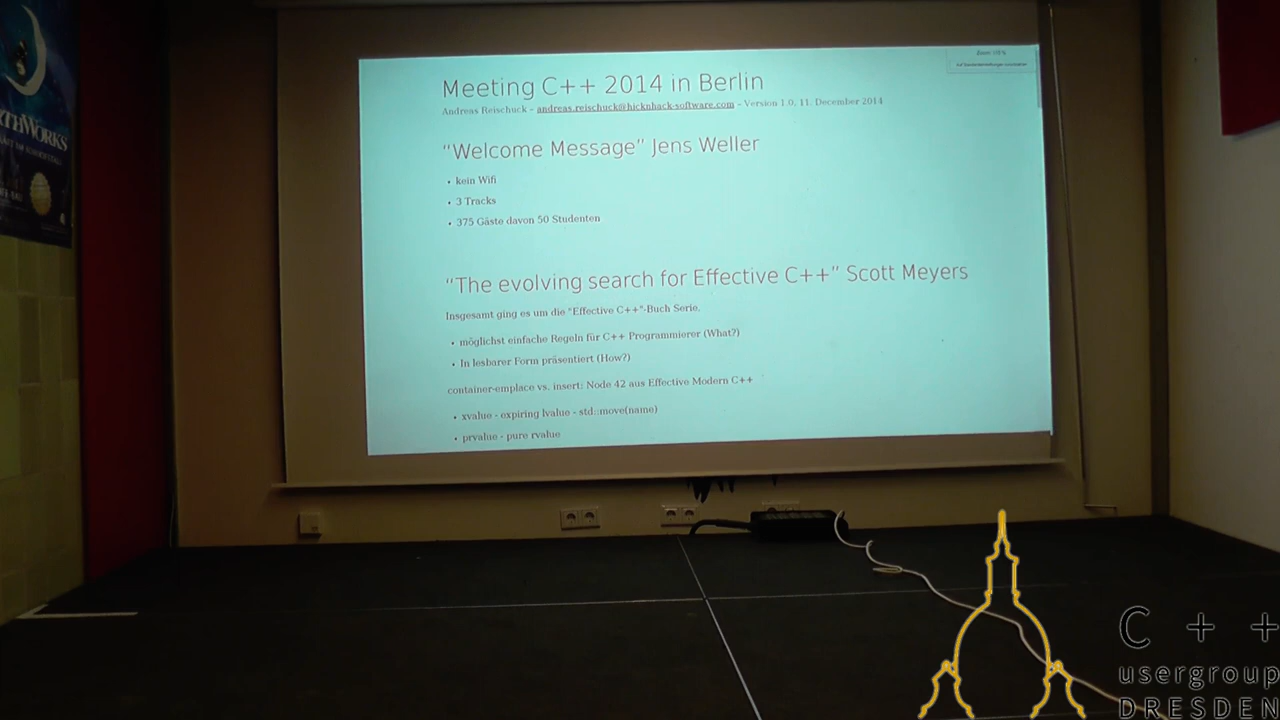 Meeting C++ 2014 in Berlin
Andreas Reischuck – andreas.reischuck@hicknhack-software.com – Version 1.0, 11. December 2014
“Welcome Message” Jens Weller
• kein Wifi
• 3 Tracks
• 375 Gäste davon 50 Studenten
“The evolving search for Effective C++” Scott Meyers
Insgesamt ging es um die "Effective C++"-Buch Serie.
• möglichst einfache Regeln für C++ Programmierer (What?)
• In lesbarer Form präsentiert (How?)
container-emplace vs. insert: Node 42 aus Effective Modern C++
• xvalue - expiring lvalue - std::move(name)
• prvalue - pure rvalue
C++
usergroup
DRESDEN